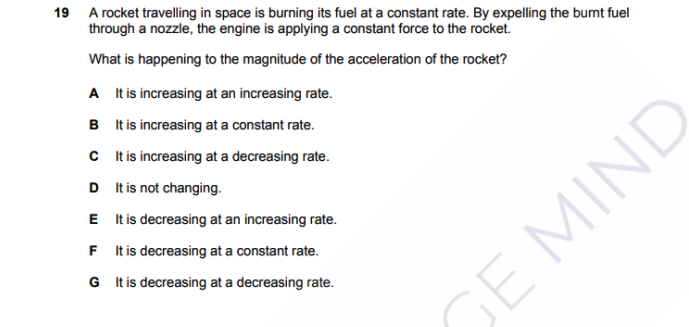 19 A rocket travelling in space is burning its fuel at a constant rate. By expelling the burnt fuel
through a nozzle, the engine is applying a constant force to the rocket.
What is happening to the magnitude of the acceleration of the rocket?
A It is increasing at an increasing rate.
B It is increasing at a constant rate.
C It is increasing at a decreasing rate.
D It is not changing.
E It is decreasing at an increasing rate.
F It is decreasing at a constant rate.
G It is decreasing at a decreasing rate.
GE MIND